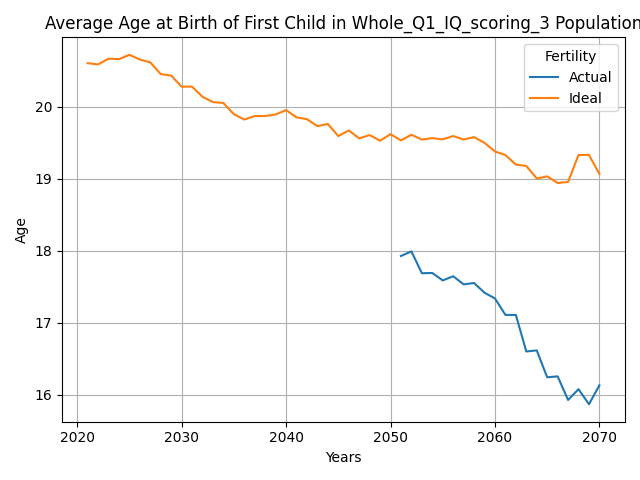 Average Age at Birth of First Child in Whole_Q1_IQ_scoring_3 Population
Fertility
Actual
Ideal
Age
20
19
18
17
16
2020 2030 2040 2050 2060 2070
Years